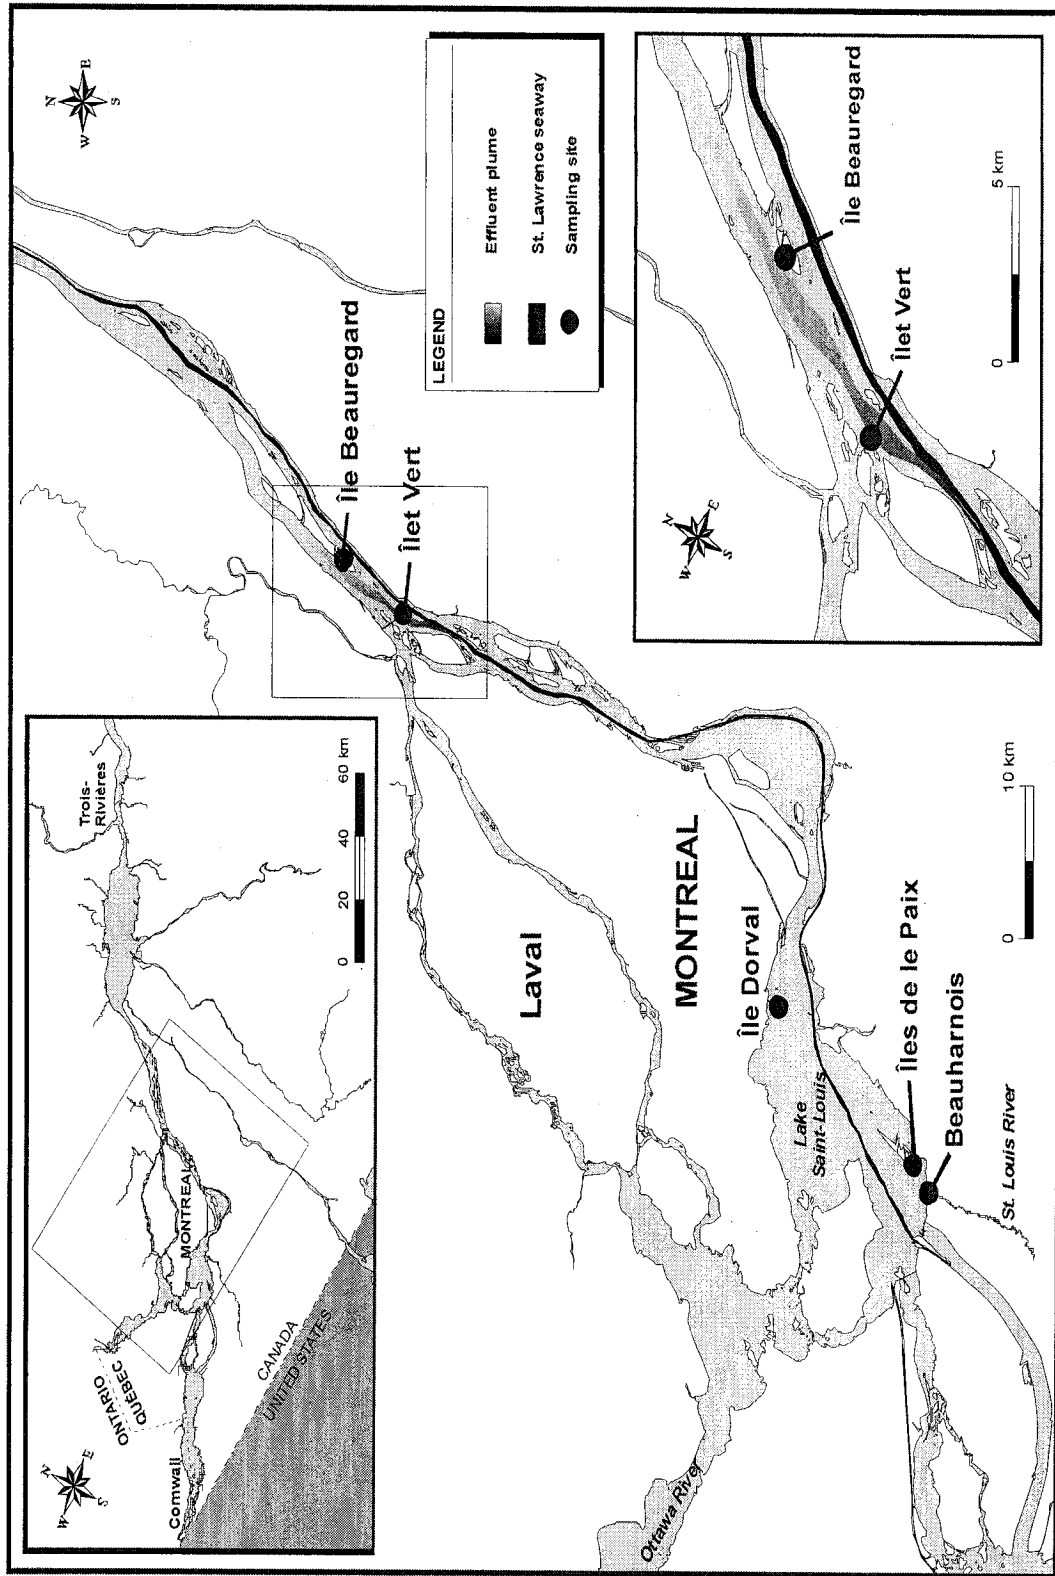 N
W
E
S
Trois-
Rivières
0
20
40
60 km
MONTREAL
ONTARIO
QUEBEC
CANADA
UNITED STATES
Cornwall
N
W
E
S
Île Beauregard
Îlet Vert
LEGEND
Effluent plume
St. Lawrence seaway
Sampling site
Laval
MONTREAL
Île Dorval
Lake
Saint-Louis
Îles de le Paix
Beauharnois
St. Louis River
Ottawa River
0
10 km
N
W
E
S
Île Beauregard
Îlet Vert
0
5 km